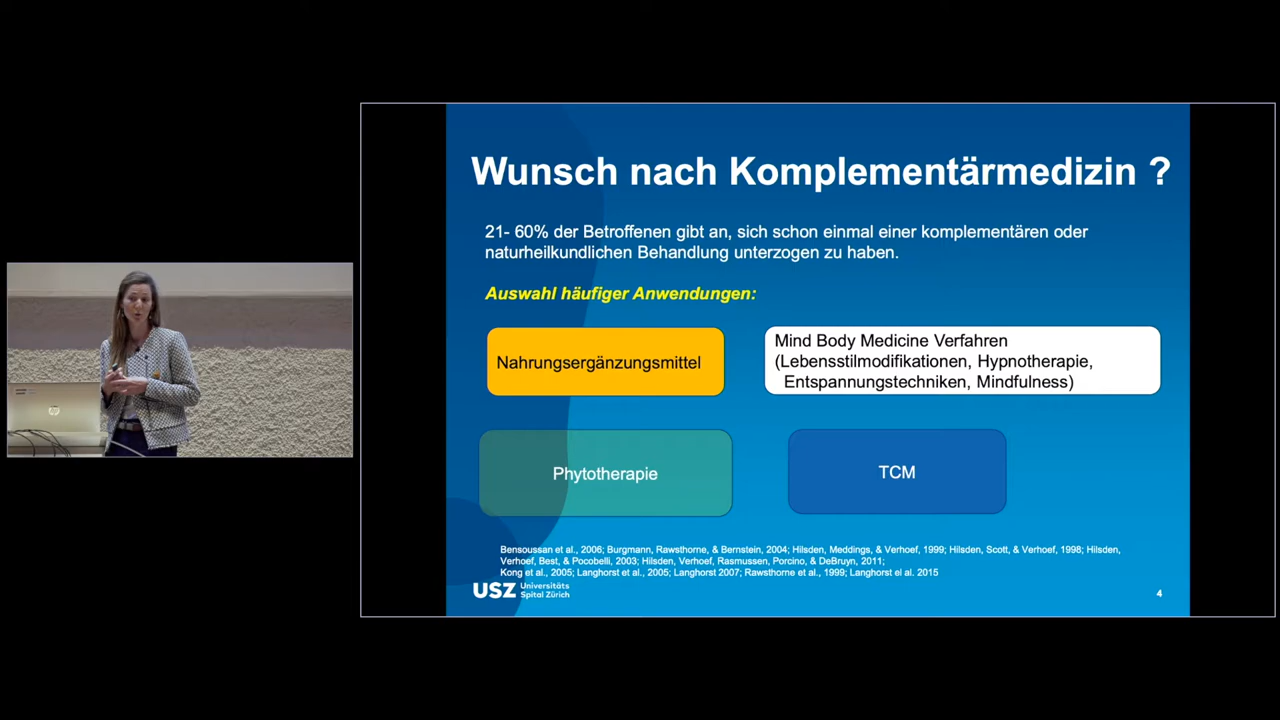 Wunsch nach Komplementärmedizin ?
21- 60% der Betroffenen gibt an, sich schon einmal einer komplementären oder
naturheilkundlichen Behandlung unterzogen zu haben.
Auswahl häufiger Anwendungen:
Nahrungsergänzungsmittel
Mind Body Medicine Verfahren
(Lebensstilmodifikationen, Hypnotherapie,
Entspannungstechniken, Mindfulness)
Phytotherapie
TCM
Bensoussan et al., 2006; Burgmann, Rawsthorne, & Bernstein, 2004; Hilsden, Meddings, & Verhoef, 1999; Hilsden, Scott, & Verhoef, 1998; Hilsden,
Verhoef, Best, & Pocobelli, 2003; Hilsden, Verhoef, Rasmussen, Porcino, & DeBruyn, 2011;
Kong et al., 2005; Langhorst et al., 2005; Langhorst 2007; Rawsthorne et al., 1999; Langhorst el al. 2015
USZ Universitäts
Spital Zürich
4